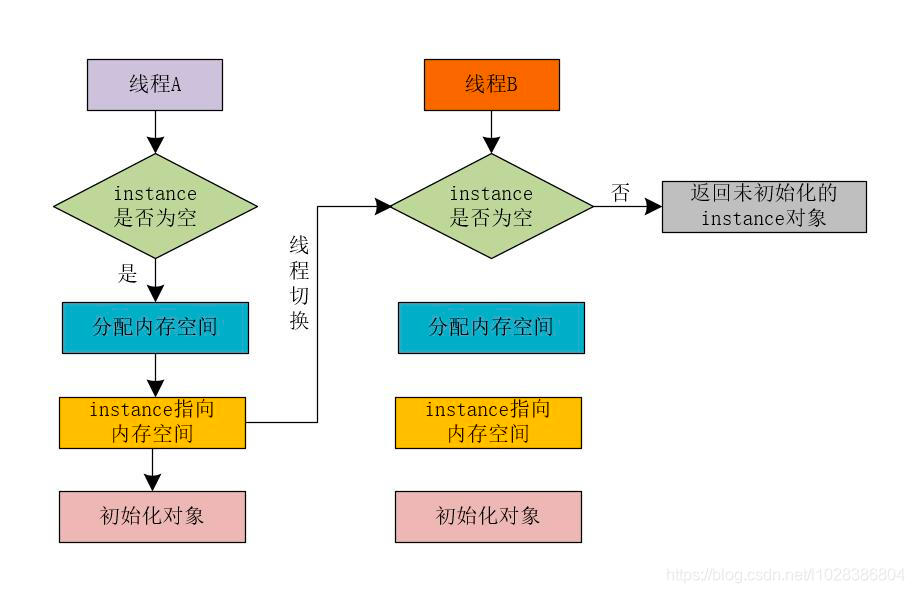 线程A
线程B
instance
是否为空
instance
是否为空
否
返回未初始化的
instance对象
线
程
切
换
是
分配内存空间
分配内存空间
instance指向
内存空间
instance指向
内存空间
初始化对象
初始化对象
https://blog.csdn.net/l1028386804